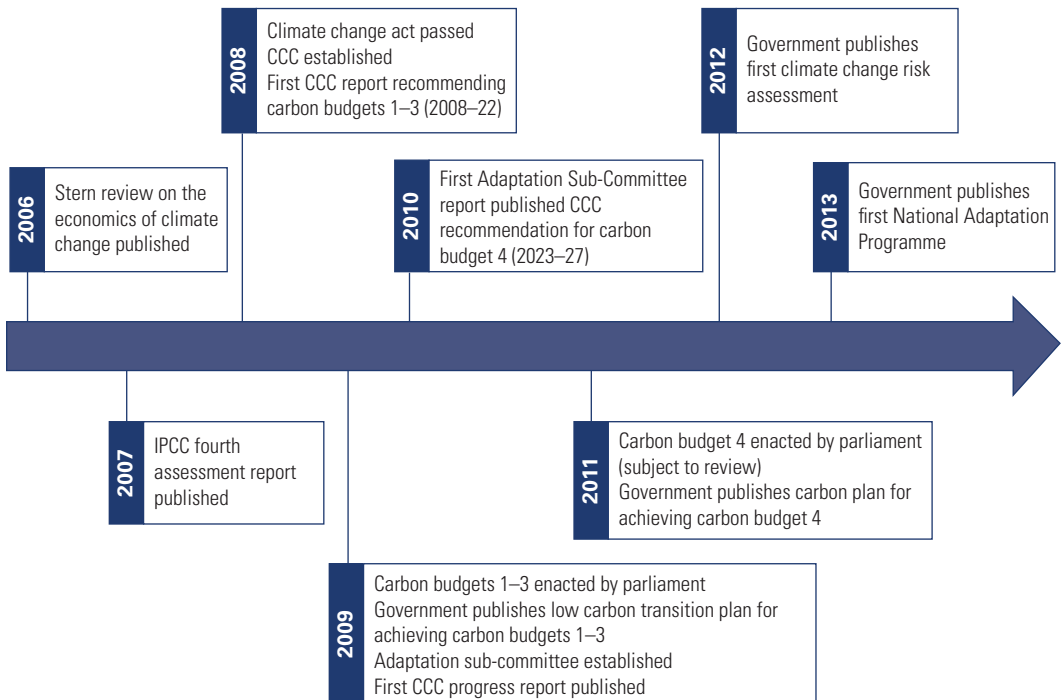 2008
Climate change act passed
CCC established
First CCC report recommending
carbon budgets 1–3 (2008–22)
2012
Government publishes
first climate change risk
assessment
2006
Stern review on the
economics of climate
change published
2010
First Adaptation Sub-Committee
report published CCC
recommendation for carbon
budget 4 (2023–27)
2013
Government publishes
first National Adaptation
Programme
2007
IPCC fourth
assessment report
published
2011
Carbon budget 4 enacted by parliament
(subject to review)
Government publishes carbon plan for
achieving carbon budget 4
2009
Carbon budgets 1–3 enacted by parliament
Government publishes low carbon transition plan for
achieving carbon budgets 1–3
Adaptation sub-committee established
First CCC progress report published